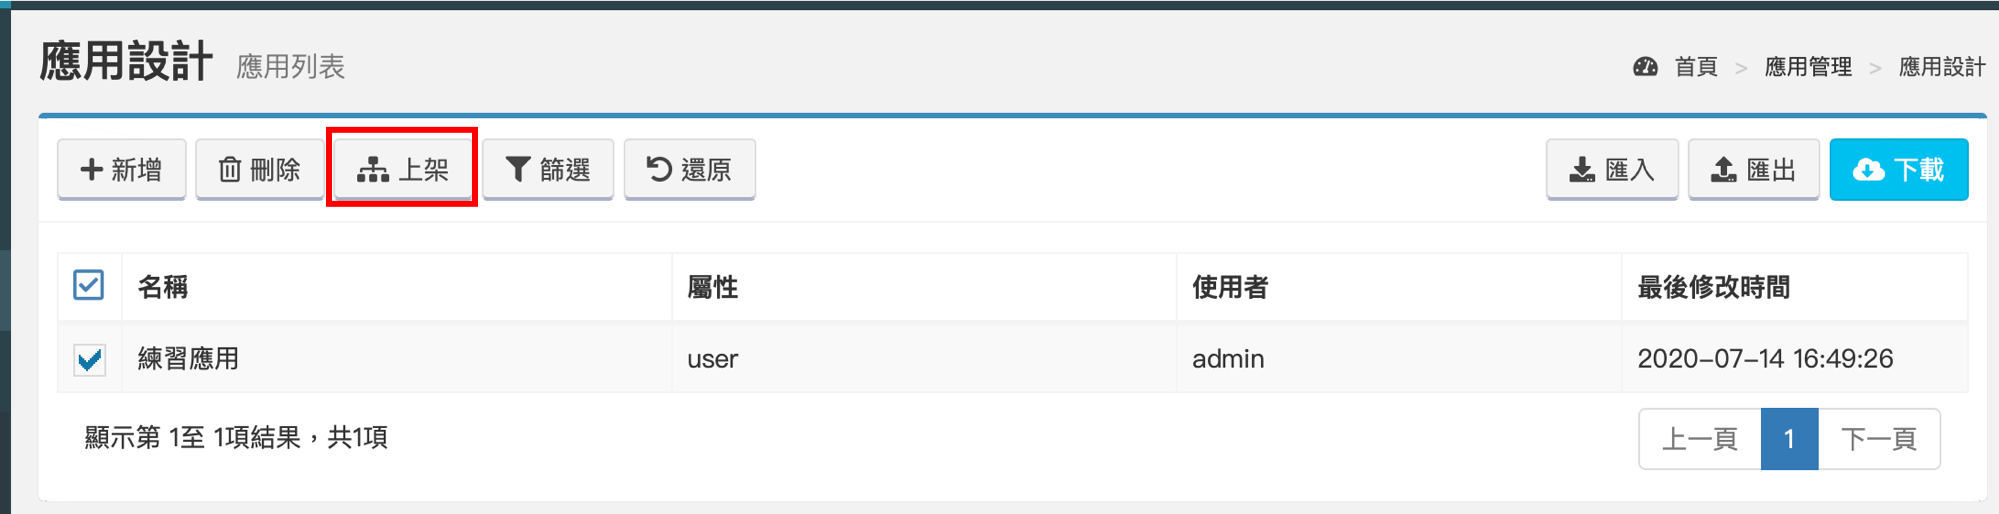 應用設計 應用列表
首頁 > 應用管理 > 應用設計
新增 刪除 上架 篩選 還原 匯入 匯出 下載
名稱 屬性 使用者 最後修改時間
練習應用 user admin 2020-07-14 16:49:26
顯示第 1至 1項結果，共1項
上一頁 1 下一頁